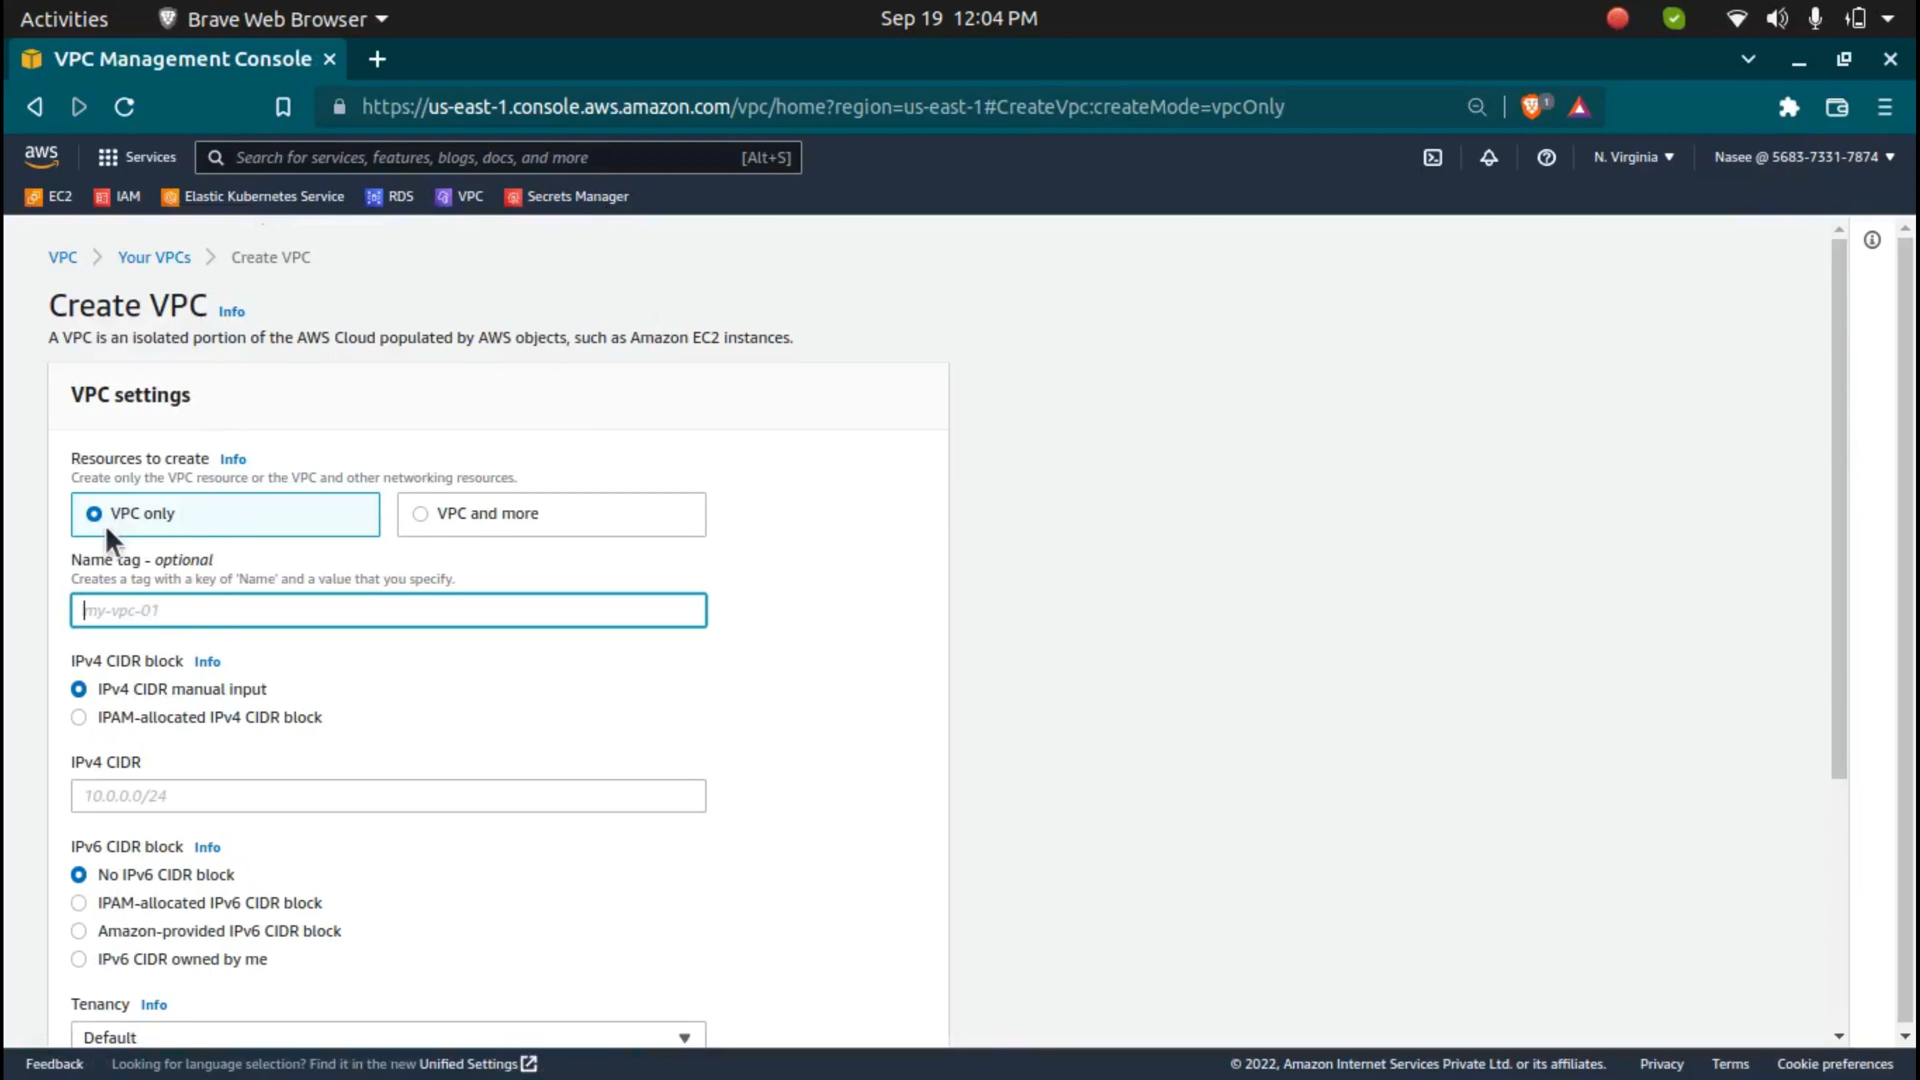 Activities
Brave Web Browser
Sep 19 12:04 PM
VPC Management Console
https://us-east-1.console.aws.amazon.com/vpc/home?region=us-east-1#CreateVpc:createMode=vpcOnly
1
aws
Services
Search for services, features, blogs, docs, and more
[Alt+S]
N. Virginia
Nasee @ 5683-7331-7874
EC2
IAM
Elastic Kubernetes Service
RDS
VPC
Secrets Manager
VPC
Your VPCs
Create VPC
Create VPC Info
A VPC is an isolated portion of the AWS Cloud populated by AWS objects, such as Amazon EC2 instances.
VPC settings
Resources to create Info
Create only the VPC resource or the VPC and other networking resources.
VPC only
VPC and more
Name tag - optional
Creates a tag with a key of 'Name' and a value that you specify.
my-vpc-01
IPv4 CIDR block Info
IPv4 CIDR manual input
IPAM-allocated IPv4 CIDR block
IPv4 CIDR
10.0.0.0/24
IPv6 CIDR block Info
No IPv6 CIDR block
IPAM-allocated IPv6 CIDR block
Amazon-provided IPv6 CIDR block
IPv6 CIDR owned by me
Tenancy Info
Default
Feedback
Looking for language selection? Find it in the new Unified Settings
© 2022, Amazon Internet Services Private Ltd. or its affiliates.
Privacy
Terms
Cookie preferences